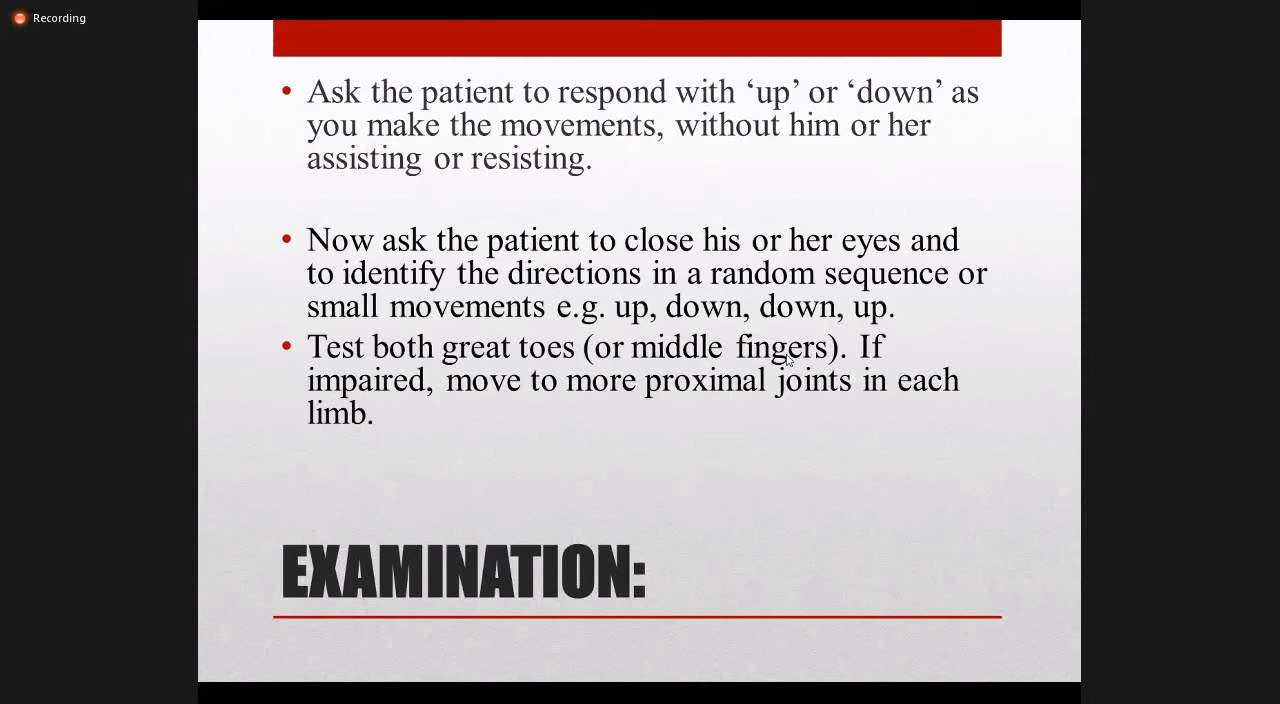 Recording
• Ask the patient to respond with ‘up’ or ‘down’ as
you make the movements, without him or her
assisting or resisting.
• Now ask the patient to close his or her eyes and
to identify the directions in a random sequence or
small movements e.g. up, down, down, up.
• Test both great toes (or middle fingers). If
impaired, move to more proximal joints in each
limb.
EXAMINATION: